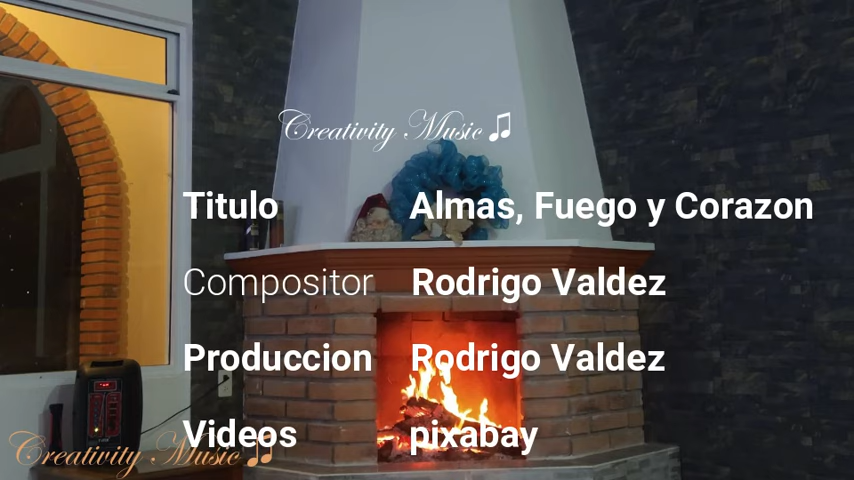 Creativity Music
Titulo Almas, Fuego y Corazon
Compositor Rodrigo Valdez
Produccion Rodrigo Valdez
Videos pixabay
Creativity Music